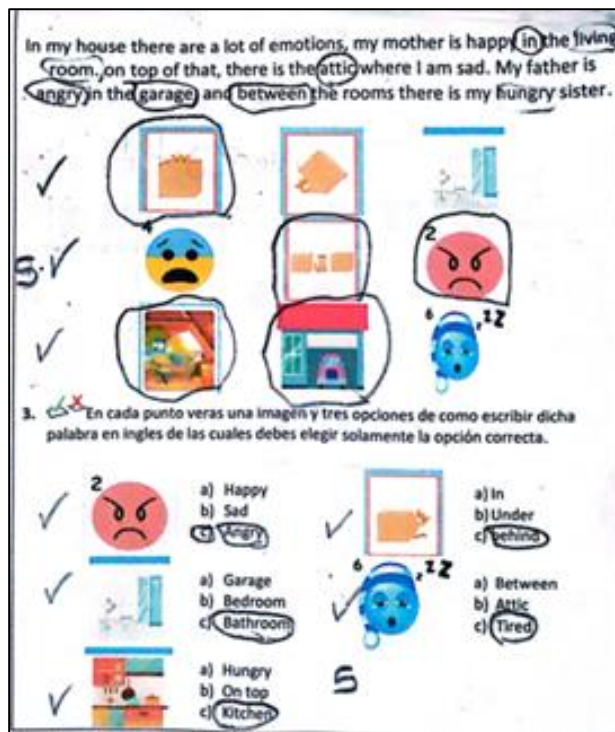 In my house there are a lot of emotions, my mother is happy in the living
room., on top of that, there is the attic where I am sad. My father is
angry in the garage and between the rooms there is my hungry sister.
4
2
5.
6
zzz
3. En cada punto veras una imagen y tres opciones de como escribir dicha
palabra en ingles de las cuales debes elegir solamente la opción correcta.
2
a) Happy
b) Sad
c) Angry
a) In
b) Under
c) behind
a) Garage
b) Bedroom
c) Bathroom
6
zzz
a) Between
b) Attic
c) Tired
a) Hungry
b) On top
c) Kitchen
5